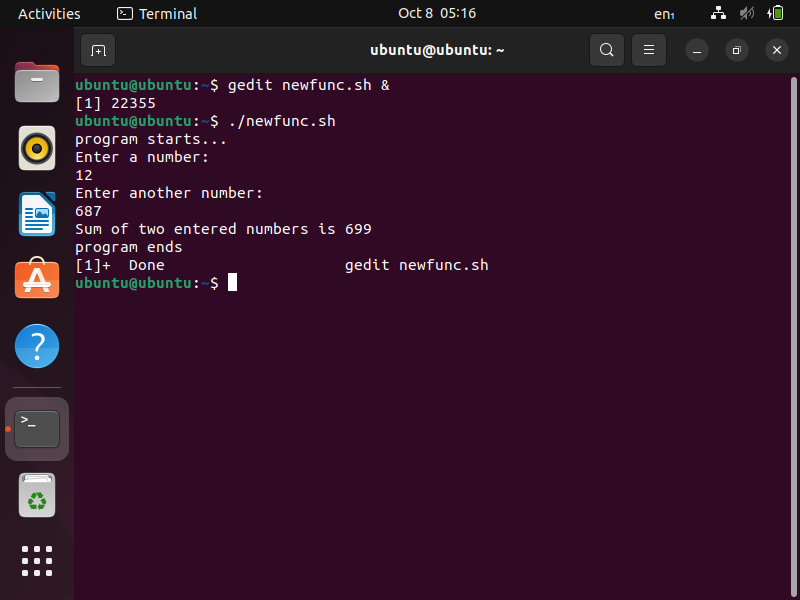 Activities
Terminal
Oct 8 05:16
en₁
ubuntu@ubuntu: ~
ubuntu@ubuntu:~$ gedit newfunc.sh &
[1] 22355
ubuntu@ubuntu:~$ ./newfunc.sh
program starts...
Enter a number:
12
Enter another number:
687
Sum of two entered numbers is 699
program ends
[1]+  Done                    gedit newfunc.sh
ubuntu@ubuntu:~$